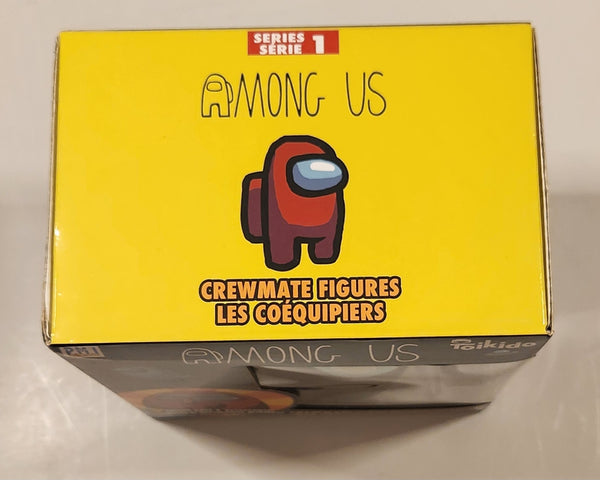 SERIES
SÉRIE 1
AMONG US
CREWMATE FIGURES
LES COÉQUIPIERS
AMONG US
Toikido